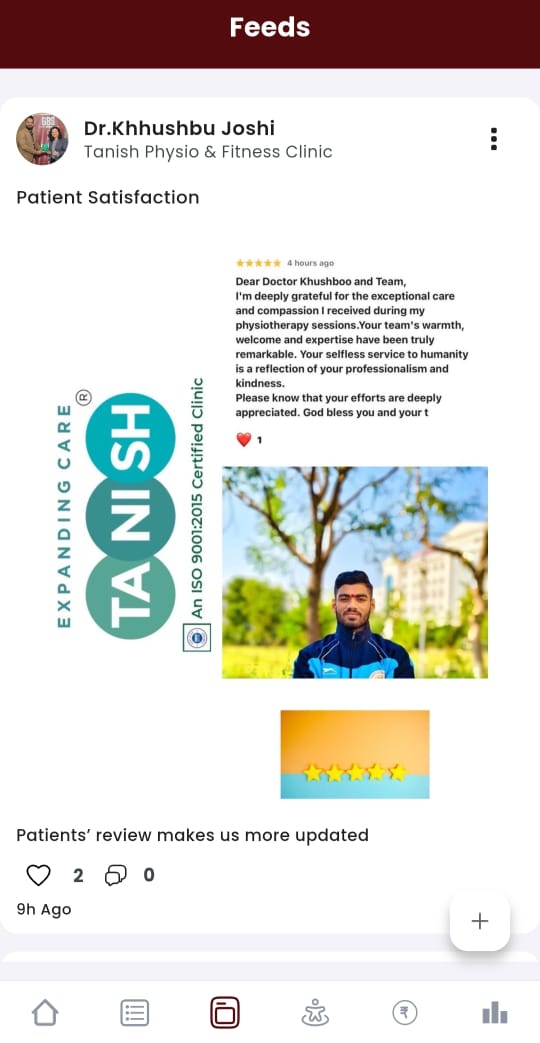 Feeds
Dr.Khhushbu Joshi
Tanish Physio & Fitness Clinic
Patient Satisfaction
EXPANDING CARE
TANISH
®
An ISO 9001:2015 Certified Clinic
4 hours ago
Dear Doctor Khushboo and Team,
I'm deeply grateful for the exceptional care
and compassion I received during my
physiotherapy sessions.Your team's warmth,
welcome and expertise have been truly
remarkable. Your selfless service to humanity
is a reflection of your professionalism and
kindness.
Please know that your efforts are deeply
appreciated. God bless you and your t
1
Patients’ review makes us more updated
2 0
9h Ago
+
₹